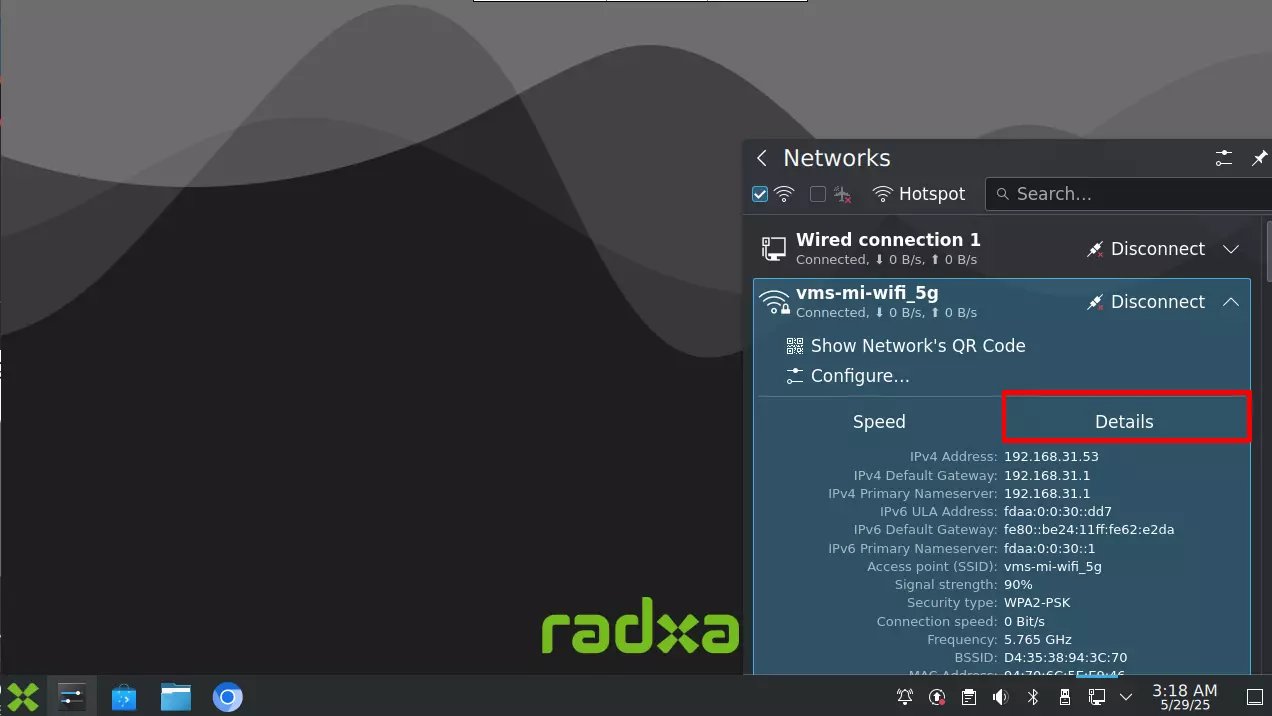 Networks
Hotspot
Search...
Wired connection 1
Disconnect
Connected, ⬇ 0 B/s, ⬆ 0 B/s
vms-mi-wifi_5g
Disconnect
Connected, ⬇ 0 B/s, ⬆ 0 B/s
Show Network's QR Code
Configure...
Speed
Details
IPv4 Address: 192.168.31.53
IPv4 Default Gateway: 192.168.31.1
IPv4 Primary Nameserver: 192.168.31.1
IPv6 ULA Address: fdaa:0:0:30::dd7
IPv6 Default Gateway: fe80::be24:11ff:fe62:e2da
IPv6 Primary Nameserver: fdaa:0:0:30::1
Access point (SSID): vms-mi-wifi_5g
Signal strength: 90%
Security type: WPA2-PSK
Connection speed: 0 Bit/s
Frequency: 5.765 GHz
BSSID: D4:35:38:94:3C:70
MAC Address:
radxa
3:18 AM
5/29/25